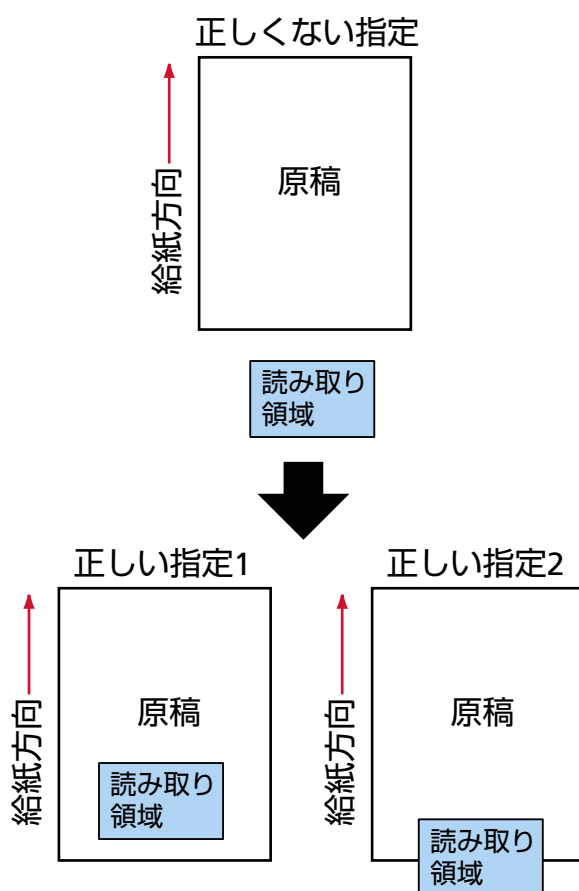 正しくない指定
給紙方向
原稿
読み取り
領域
正しい指定1
給紙方向
原稿
読み取り
領域
正しい指定2
給紙方向
原稿
読み取り
領域